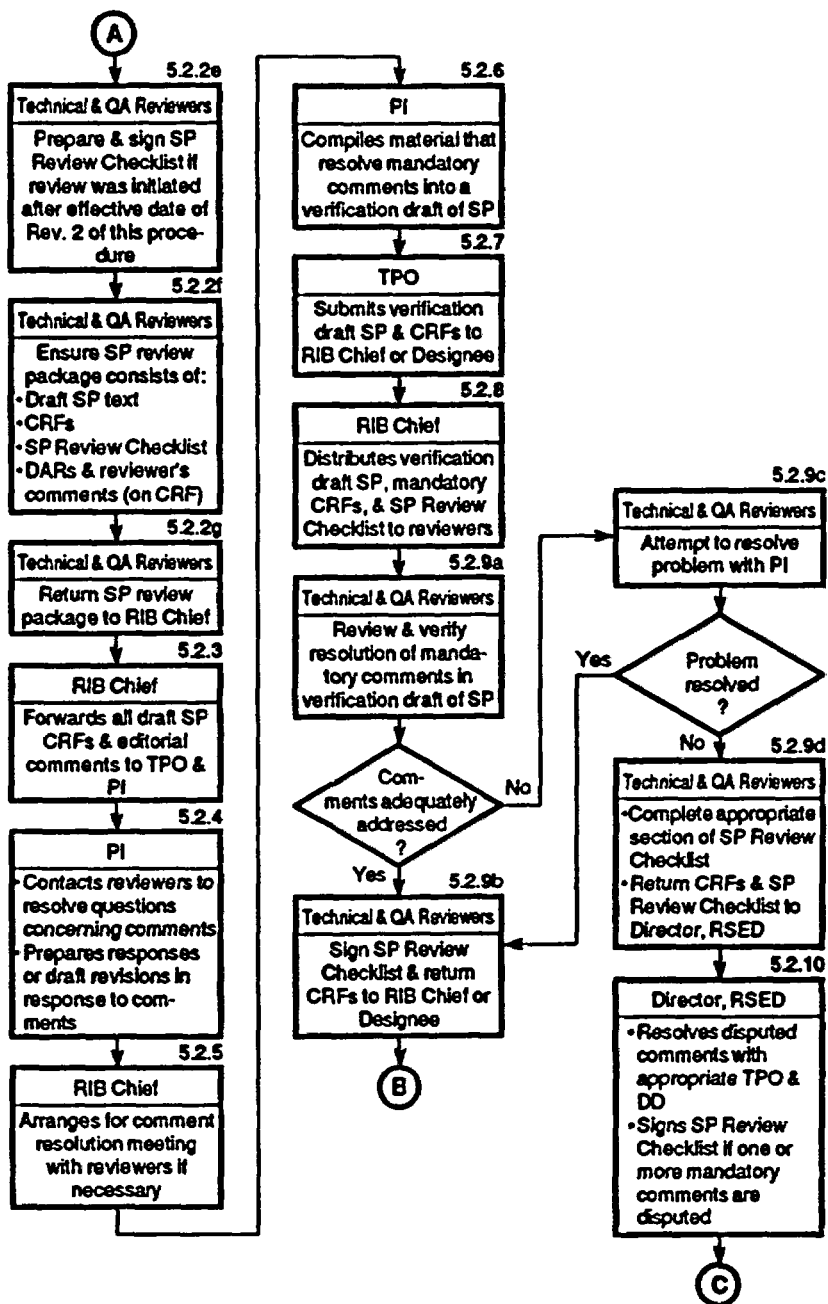 A
5.2.2e
Technical & QA Reviewers
Prepare & sign SP
Review Checklist if
review was initiated
after effective date of
Rev. 2 of this proce-
dure
5.2.2f
Technical & QA Reviewers
Ensure SP review
package consists of:
•Draft SP text
•CRFs
•SP Review Checklist
•DARs & reviewer's
comments (on CRF)
5.2.2g
Technical & QA Reviewers
Return SP review
package to RIB Chief
5.2.3
RIB Chief
Forwards all draft SP
CRFs & editorial
comments to TPO &
PI
5.2.4
PI
•Contacts reviewers to
resolve questions
concerning comments
•Prepares responses
or draft revisions in
response to com-
ments
5.2.5
RIB Chief
Arranges for comment
resolution meeting
with reviewers if
necessary
5.2.6
PI
Compiles material that
resolve mandatory
comments into a
verification draft of SP
5.2.7
TPO
Submits verification
draft SP & CRFs to
RIB Chief or Designee
5.2.8
RIB Chief
Distributes verification
draft SP, mandatory
CRFs, & SP Review
Checklist to reviewers
5.2.9a
Technical & QA Reviewers
Review & verify
resolution of manda-
tory comments in
verification draft of SP
Com-
ments adequately
addressed
?
No
Yes
5.2.9b
Technical & QA Reviewers
Sign SP Review
Checklist & return
CRFs to RIB Chief or
Designee
B
5.2.9c
Technical & QA Reviewers
Attempt to resolve
problem with PI
Yes
Problem
resolved
?
No
5.2.9d
Technical & QA Reviewers
•Complete appropriate
section of SP Review
Checklist
•Return CRFs & SP
Review Checklist to
Director, RSED
5.2.10
Director, RSED
•Resolves disputed
comments with
appropriate TPO &
DD
•Signs SP Review
Checklist if one or
more mandatory
comments are
disputed
C